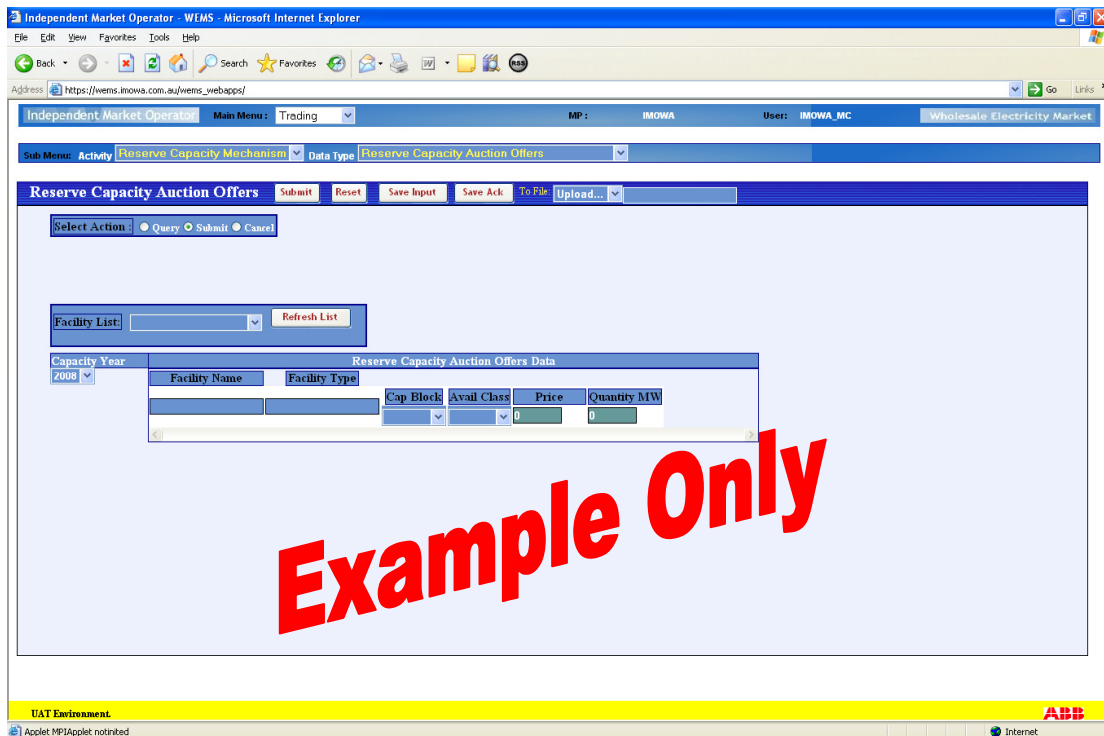 Independent Market Operator - WEMS - Microsoft Internet Explorer
File Edit View Favorites Tools Help
Back Search Favorites RSS
Address https://wems.imowa.com.au/wems_webapps/ Go Links
Independent Market Operator Main Menu : Trading MP : IMOWA User: IMOWA_MC Wholesale Electricity Market
Sub Menu: Activity Reserve Capacity Mechanism Data Type Reserve Capacity Auction Offers
Reserve Capacity Auction Offers Submit Reset Save Input Save Ack To File: Upload...
Select Action : Query Submit Cancel
Facility List: Refresh List
Capacity Year Reserve Capacity Auction Offers Data
2008 Facility Name Facility Type
Cap Block Avail Class Price Quantity MW
0 0
Example Only
UAT Environment. ABB
Applet MPIApplet notinited Internet